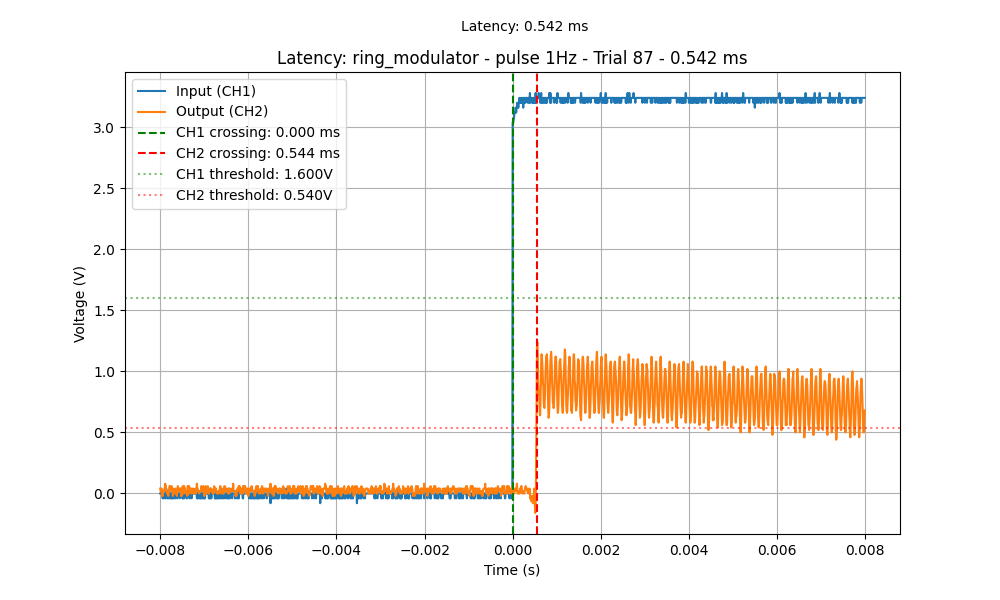 Latency: 0.542 ms
Latency: ring_modulator - pulse 1Hz - Trial 87 - 0.542 ms
Input (CH1)
Output (CH2)
CH1 crossing: 0.000 ms
CH2 crossing: 0.544 ms
CH1 threshold: 1.600V
CH2 threshold: 0.540V
Voltage (V)
3.0
2.5
2.0
1.5
1.0
0.5
0.0
−0.008 −0.006 −0.004 −0.002 0.000 0.002 0.004 0.006 0.008
Time (s)